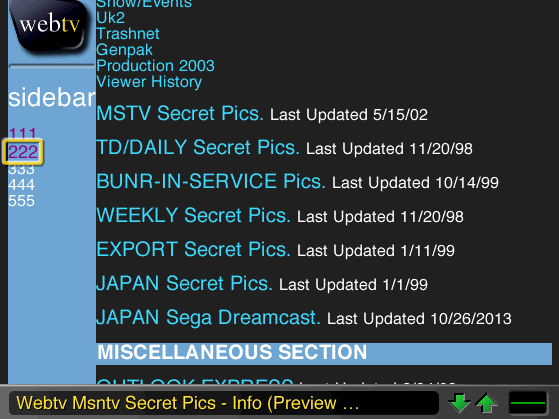 webtv
sidebar
111
222
333
444
555
Show/Events
Uk2
Trashnet
Genpak
Production 2003
Viewer History
MSTV Secret Pics. Last Updated 5/15/02
TD/DAILY Secret Pics. Last Updated 11/20/98
BUNR-IN-SERVICE Pics. Last Updated 10/14/99
WEEKLY Secret Pics. Last Updated 11/20/98
EXPORT Secret Pics. Last Updated 1/11/99
JAPAN Secret Pics. Last Updated 1/1/99
JAPAN Sega Dreamcast. Last Updated 10/26/2013
MISCELLANEOUS SECTION
OUTLOOK EXPRESS Last Updated
Webtv Msntv Secret Pics - Info (Preview …